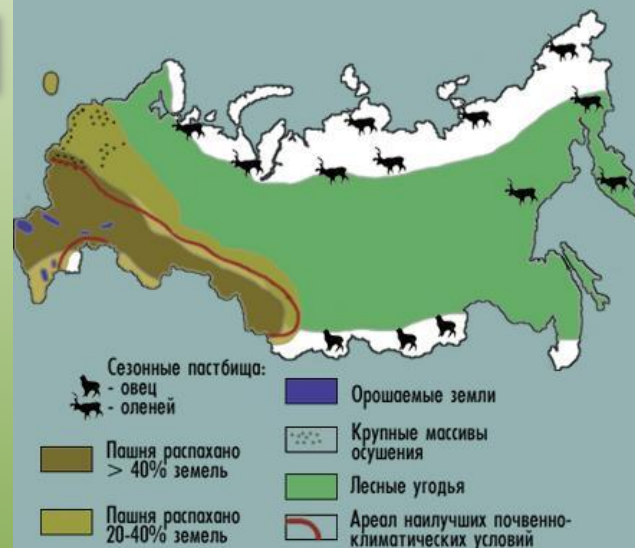 Сезонные пастбища:
- овец
- оленей
Пашня распахано
> 40% земель
Пашня распахано
20-40% земель
Орошаемые земли
Крупные массивы
осушения
Лесные угодья
Ареал наилучших почвенно-
климатических условий